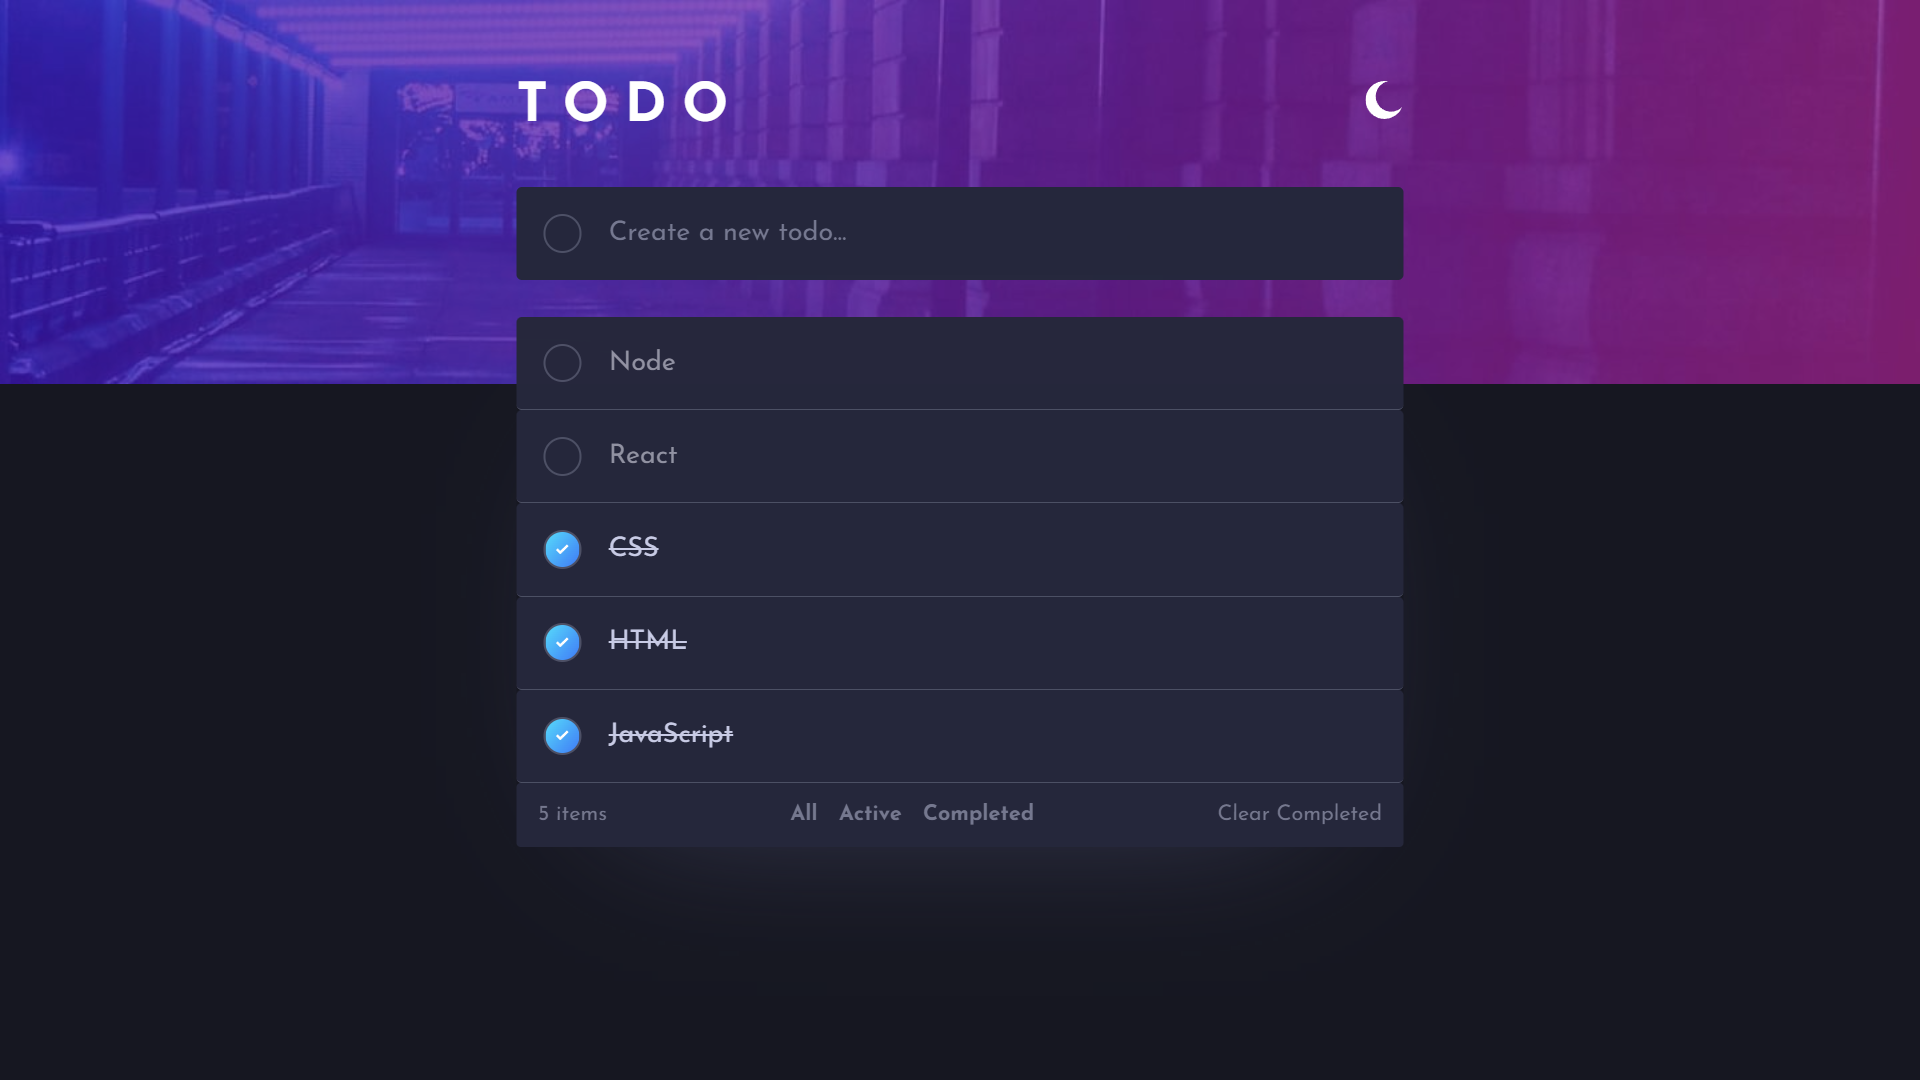 TODO
Create a new todo...
Node
React
CSS
HTML
JavaScript
5 items All Active Completed Clear Completed